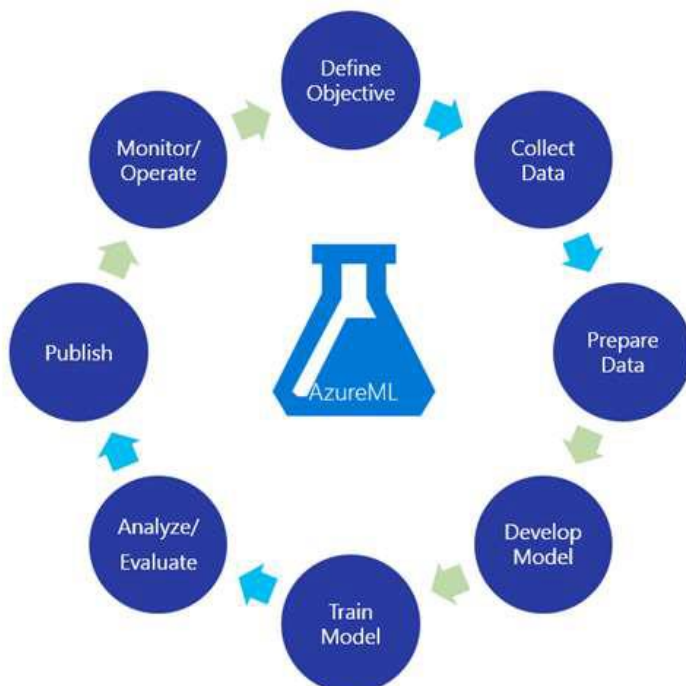 Define
Objective
Collect
Data
Prepare
Data
Develop
Model
Train
Model
Analyze/
Evaluate
Publish
Monitor/
Operate
AzureML